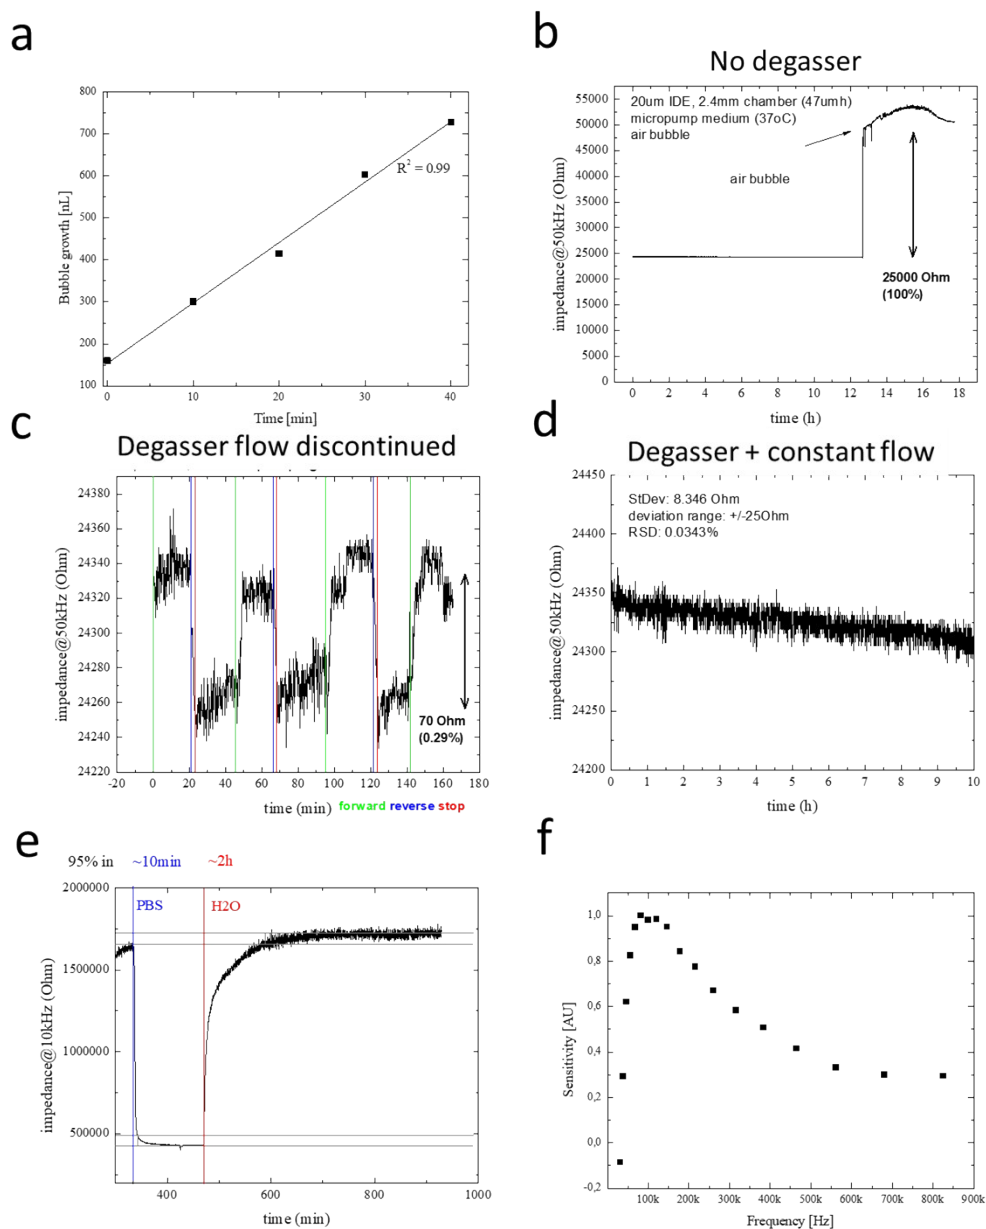 a
800
700
600
500
400
300
200
100
Bubble growth [nL]
R² = 0.99
0
10
20
30
40
Time [min]
b
No degasser
55000
50000
45000
40000
35000
30000
25000
20000
15000
10000
5000
0
impedance@50kHz (Ohm)
20um IDE, 2.4mm chamber (47umh)
micropump medium (37oC)
air bubble
air bubble
25000 Ohm
(100%)
0
2
4
6
8
10
12
14
16
18
time (h)
c
Degasser flow discontinued
24380
24360
24340
24320
24300
24280
24260
24240
24220
impedance@50kHz (Ohm)
70 Ohm
(0.29%)
-20
0
20
40
60
80
100
120
140
160
180
time (min)
forward reverse stop
d
Degasser + constant flow
24450
24400
24350
24300
24250
24200
impedance@50kHz (Ohm)
StDev: 8.346 Ohm
deviation range: +/-25Ohm
RSD: 0.0343%
0
1
2
3
4
5
6
7
8
9
10
time (h)
e
95% in ~10min ~2h
2000000
1500000
1000000
500000
impedance@10kHz (Ohm)
PBS
H2O
400
600
800
1000
time (min)
f
1,0
0,8
0,6
0,4
0,2
0,0
-0,2
Sensitivity [AU]
100k
200k
300k
400k
500k
600k
700k
800k
900k
Frequency [Hz]